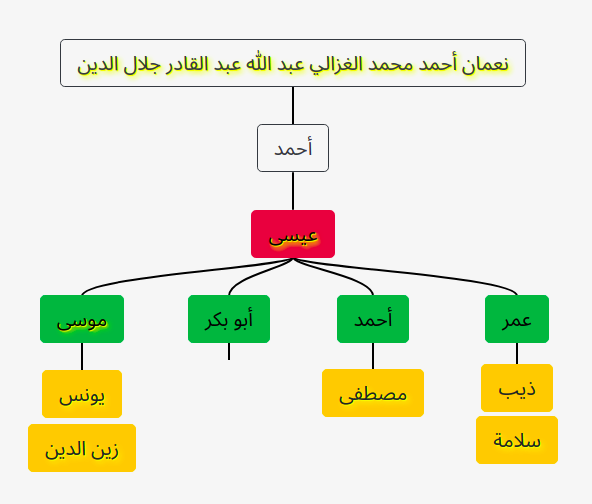 نعمان أحمد محمد الغزالي عبد الله عبد القادر جلال الدين
أحمد
عيسى
عمر
أحمد
أبو بكر
موسى
ذيب
سلامة
مصطفى
يونس
زين الدين